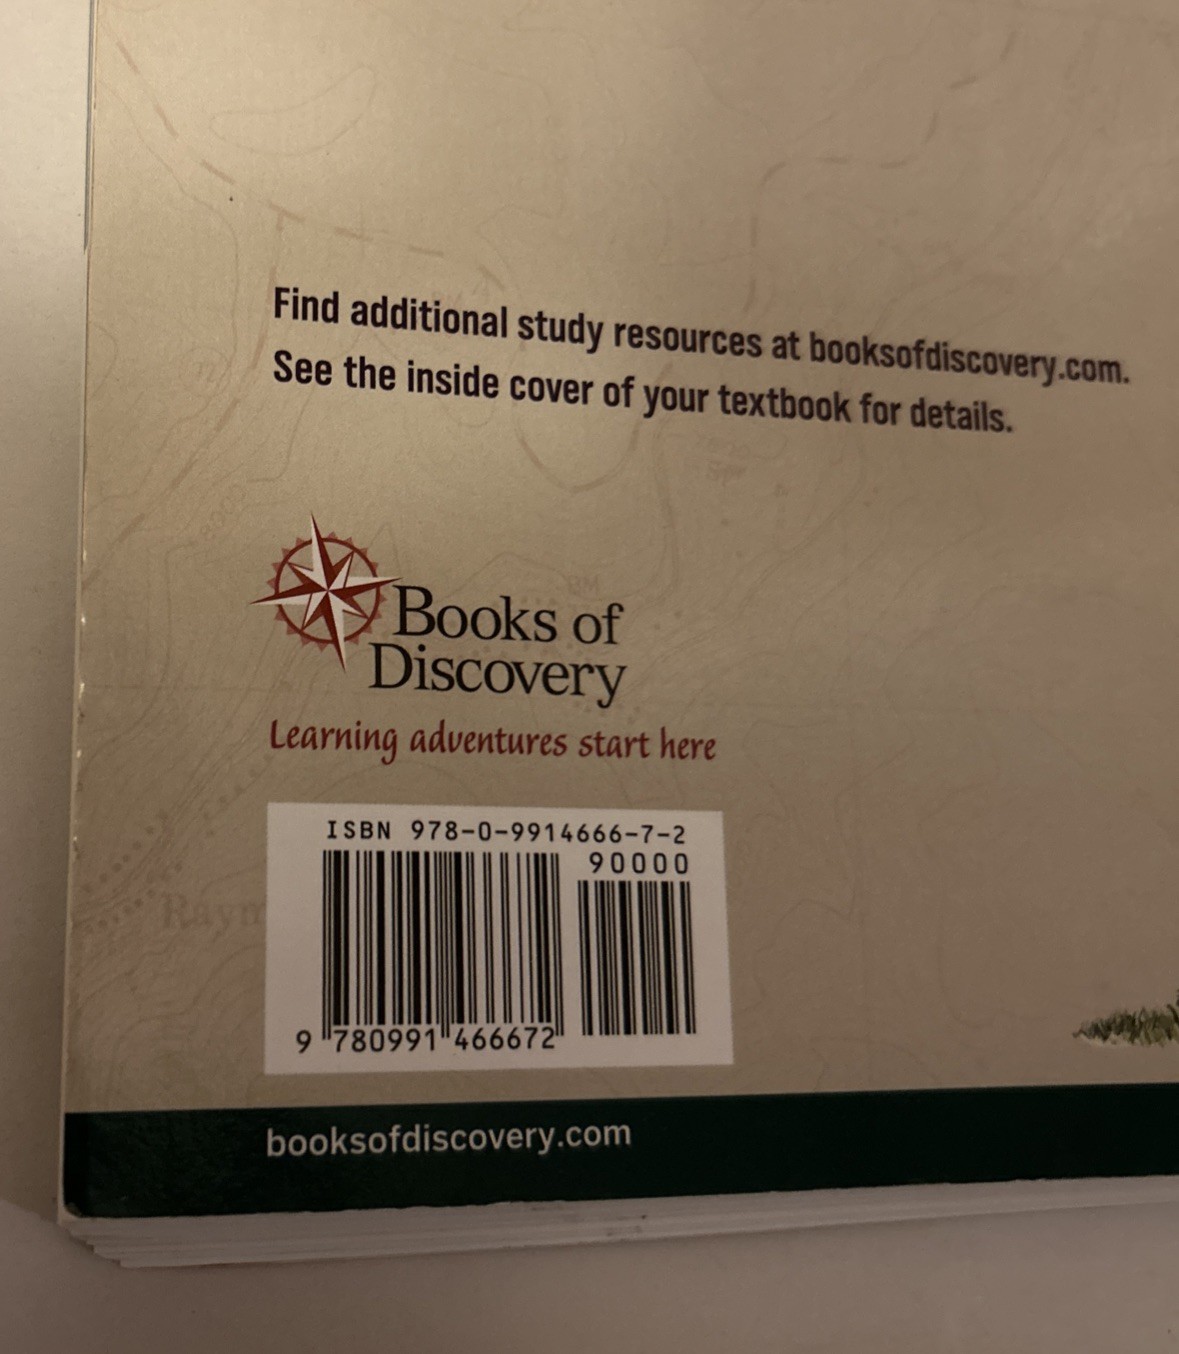 Find additional study resources at booksofdiscovery.com.
See the inside cover of your textbook for details.
Books of
Discovery
Learning adventures start here
ISBN 978-0-9914666-7-2
90000
9 780991 466672
booksofdiscovery.com